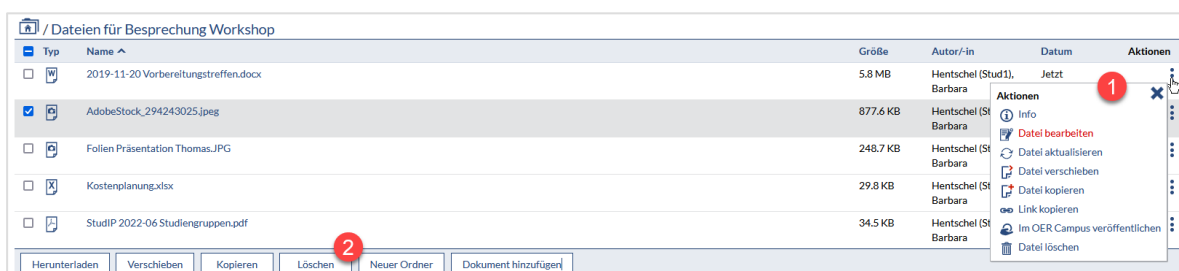 / Dateien für Besprechung Workshop
Typ Name Größe Autor/-in Datum Aktionen
2019-11-20 Vorbereitungstreffen.docx 5.8 MB Hentschel (Stud1), Jetzt
Barbara
AdobeStock_294243025.jpeg 877.6 KB Hentschel (St
Barbara
Folien Präsentation Thomas.JPG 248.7 KB Hentschel (St
Barbara
Kostenplanung.xlsx 29.8 KB Hentschel (St
Barbara
StudIP 2022-06 Studiengruppen.pdf 34.5 KB Hentschel (St
Barbara
1
Aktionen
Info
Datei bearbeiten
Datei aktualisieren
Datei verschieben
Datei kopieren
Link kopieren
Im OER Campus veröffentlichen
Datei löschen
2
Herunterladen Verschieben Kopieren Löschen Neuer Ordner Dokument hinzufügen